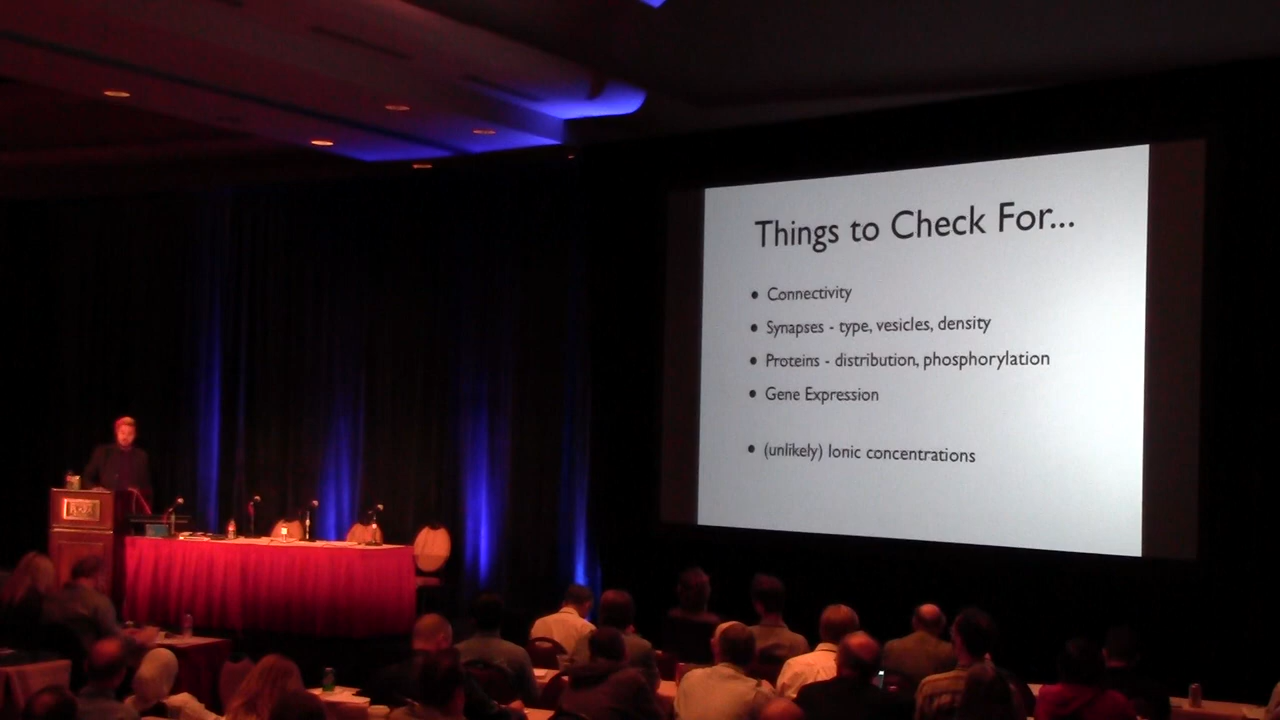 Things to Check For...
• Connectivity
• Synapses - type, vesicles, density
• Proteins - distribution, phosphorylation
• Gene Expression
• (unlikely) Ionic concentrations